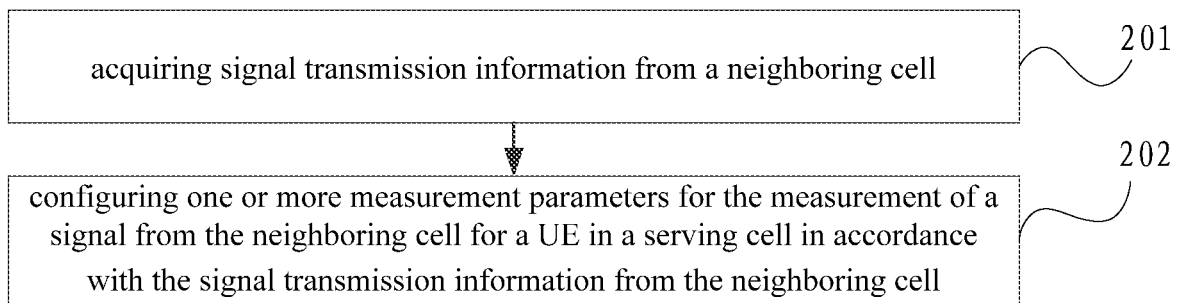 acquiring signal transmission information from a neighboring cell
201
configuring one or more measurement parameters for the measurement of a
signal from the neighboring cell for a UE in a serving cell in accordance
with the signal transmission information from the neighboring cell
202